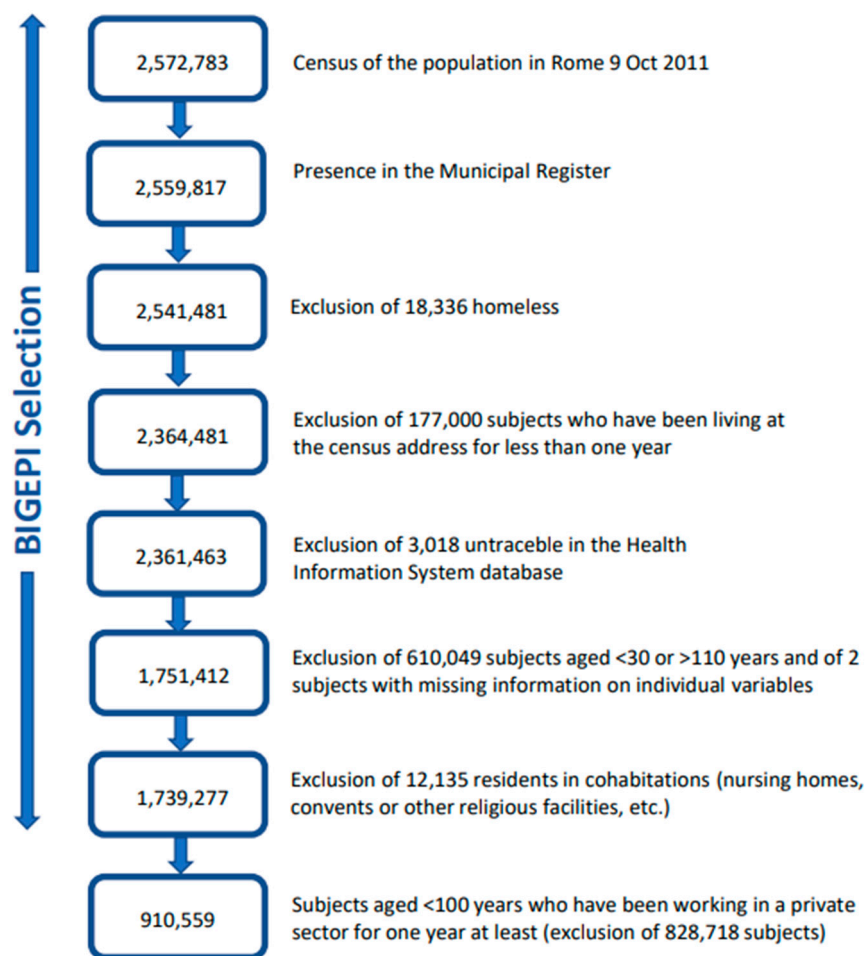 BIGEPI Selection
2,572,783
Census of the population in Rome 9 Oct 2011
2,559,817
Presence in the Municipal Register
2,541,481
Exclusion of 18,336 homeless
2,364,481
Exclusion of 177,000 subjects who have been living at
the census address for less than one year
2,361,463
Exclusion of 3,018 untraceble in the Health
Information System database
1,751,412
Exclusion of 610,049 subjects aged <30 or >110 years and of 2
subjects with missing information on individual variables
1,739,277
Exclusion of 12,135 residents in cohabitations (nursing homes,
convents or other religious facilities, etc.)
910,559
Subjects aged <100 years who have been working in a private
sector for one year at least (exclusion of 828,718 subjects)